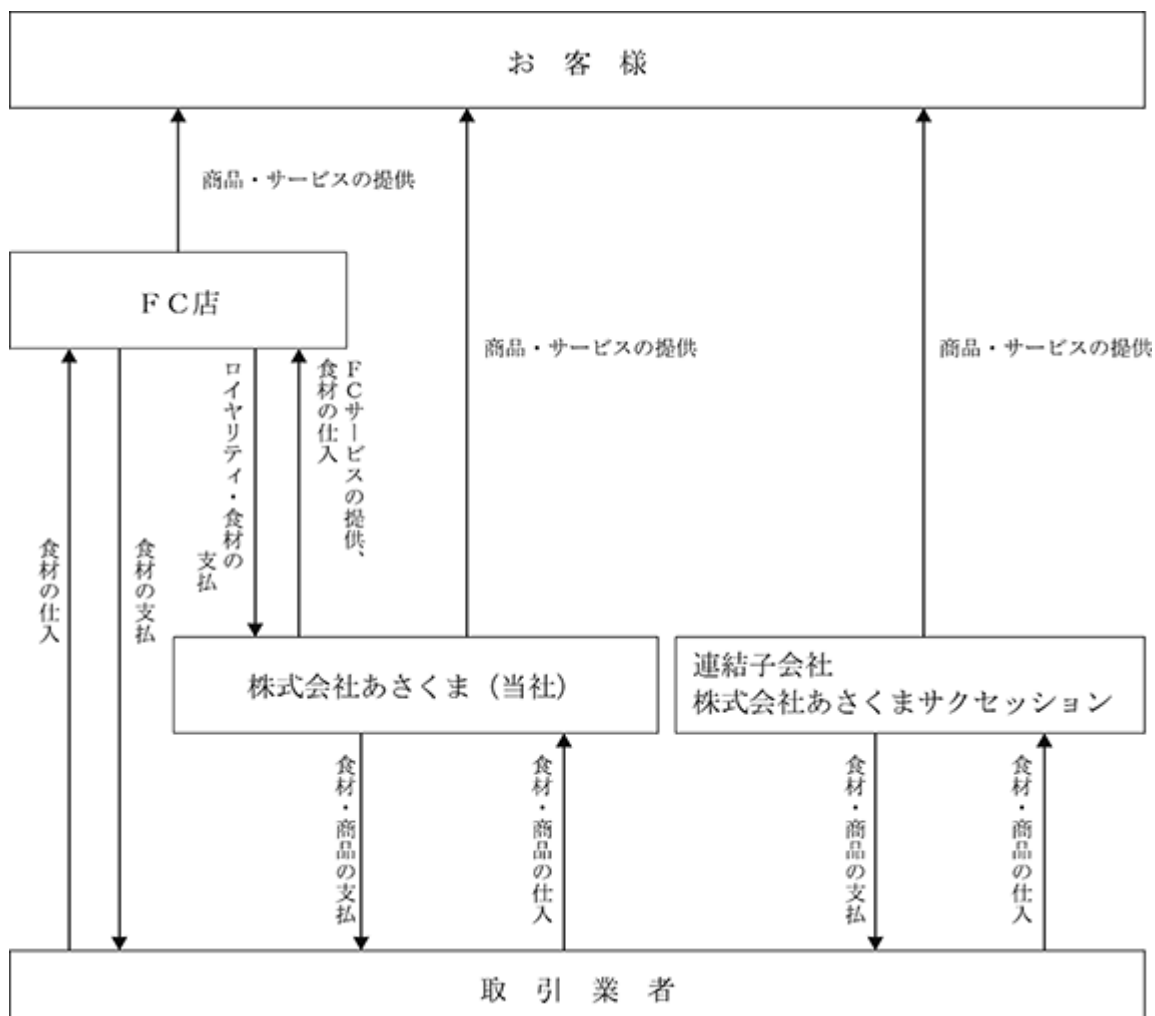 お客様
商品・サービスの提供
FC店
商品・サービスの提供
商品・サービスの提供
食材の仕入
食材の支払
ロイヤリティ・食材の
支払
FCサービスの提供、
食材の仕入
株式会社あさくま（当社）
連結子会社
株式会社あさくまサクセッション
食材・商品の支払
食材・商品の仕入
食材・商品の支払
食材・商品の仕入
取引業者